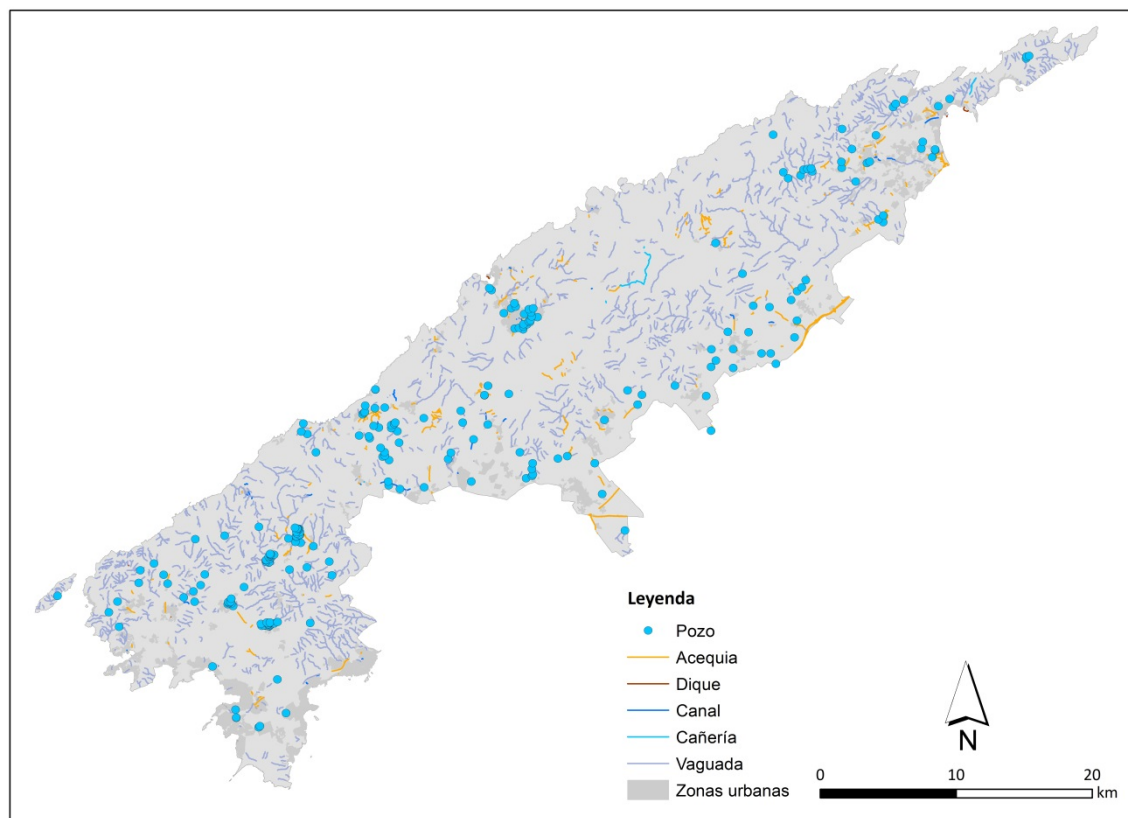 Leyenda
Pozo
Acequia
Dique
Canal
Cañería
Vaguada
Zonas urbanas
N
0 10 20
km